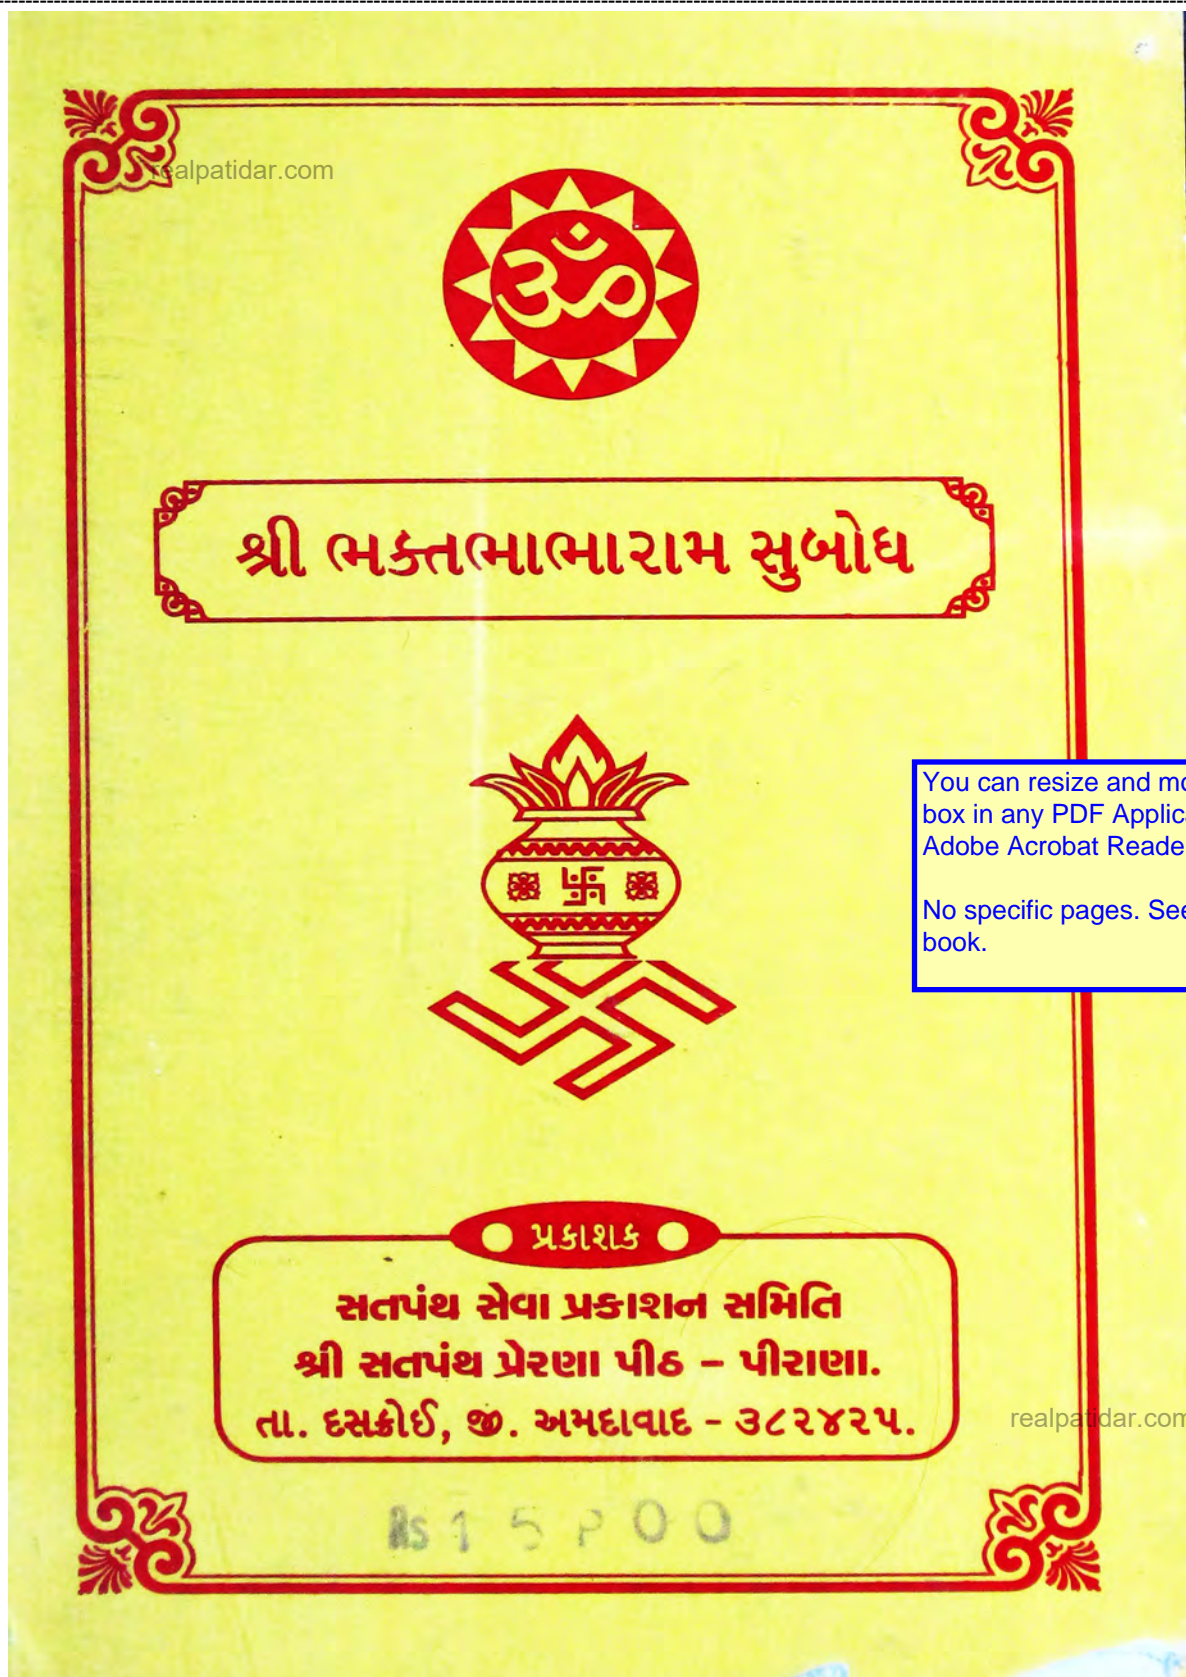 realpatidar.com
ॐ
શ્રી ભક્તભાભારામ સુબોધ
You can resize and mo
box in any PDF Applic
Adobe Acrobat Reade
No specific pages. See
book.
પ્રકાશક
સતપંથ સેવા પ્રકાશન સમિતિ
શ્રી સતપંથ પ્રેરણા પીઠ – પીરાણા.
તા. દસક્રોઈ, જી. અમદાવાદ - ૩૮૨૪૨૫.
realpatidar.com
Rs 15 P 00